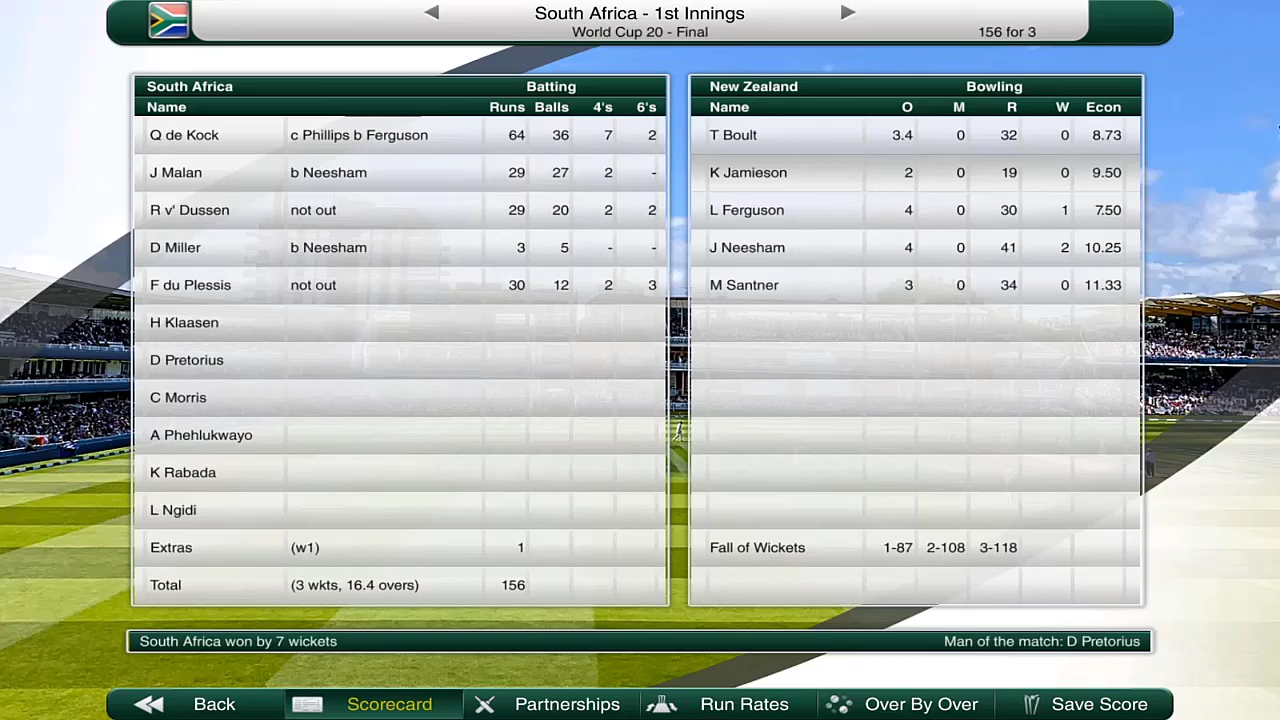 South Africa - 1st Innings
World Cup 20 - Final 156 for 3
South Africa Batting
Name Runs Balls 4's 6's
Q de Kock c Phillips b Ferguson 64 36 7 2
J Malan b Neesham 29 27 2 -
R v' Dussen not out 29 20 2 2
D Miller b Neesham 3 5 - -
F du Plessis not out 30 12 2 3
H Klaasen
D Pretorius
C Morris
A Phehlukwayo
K Rabada
L Ngidi
Extras (w1) 1
Total (3 wkts, 16.4 overs) 156
New Zealand Bowling
Name O M R W Econ
T Boult 3.4 0 32 0 8.73
K Jamieson 2 0 19 0 9.50
L Ferguson 4 0 30 1 7.50
J Neesham 4 0 41 2 10.25
M Santner 3 0 34 0 11.33
Fall of Wickets 1-87 2-108 3-118
South Africa won by 7 wickets Man of the match: D Pretorius
Back Scorecard Partnerships Run Rates Over By Over Save Score